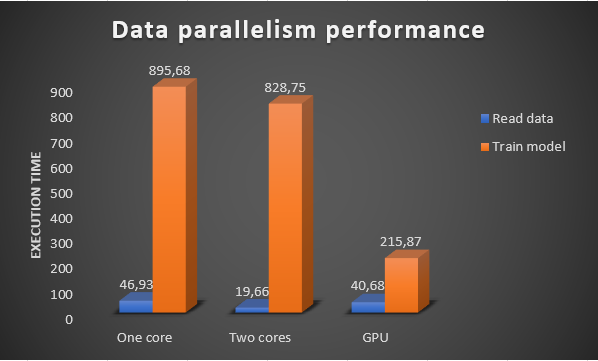 Data parallelism performance
895,68
828,75
900
800
700
600
500
400
300
200
100
0
EXECUTION TIME
46,93
19,66
40,68
215,87
One core
Two cores
GPU
Read data
Train model